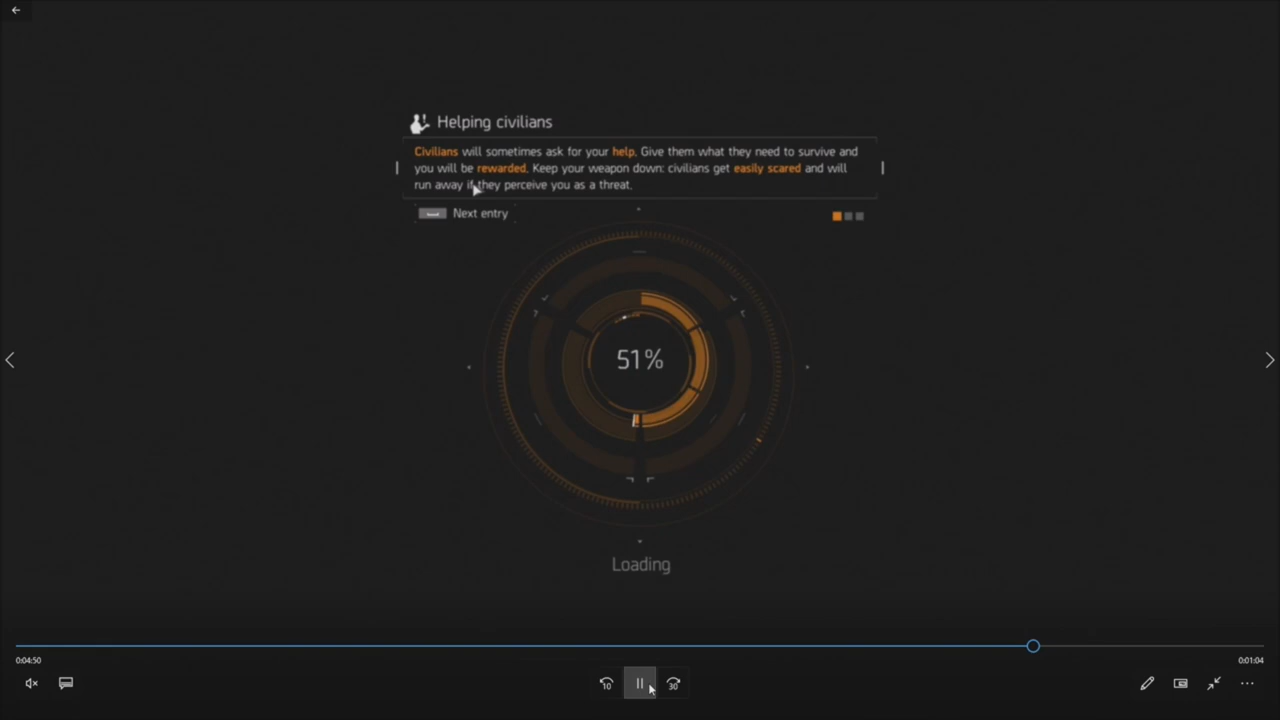 Helping civilians
Civilians will sometimes ask for your help. Give them what they need to survive and
you will be rewarded. Keep your weapon down: civilians get easily scared and will
run away if they perceive you as a threat.
Next entry
51%
Loading
0:04:50
0:01:04
10
30